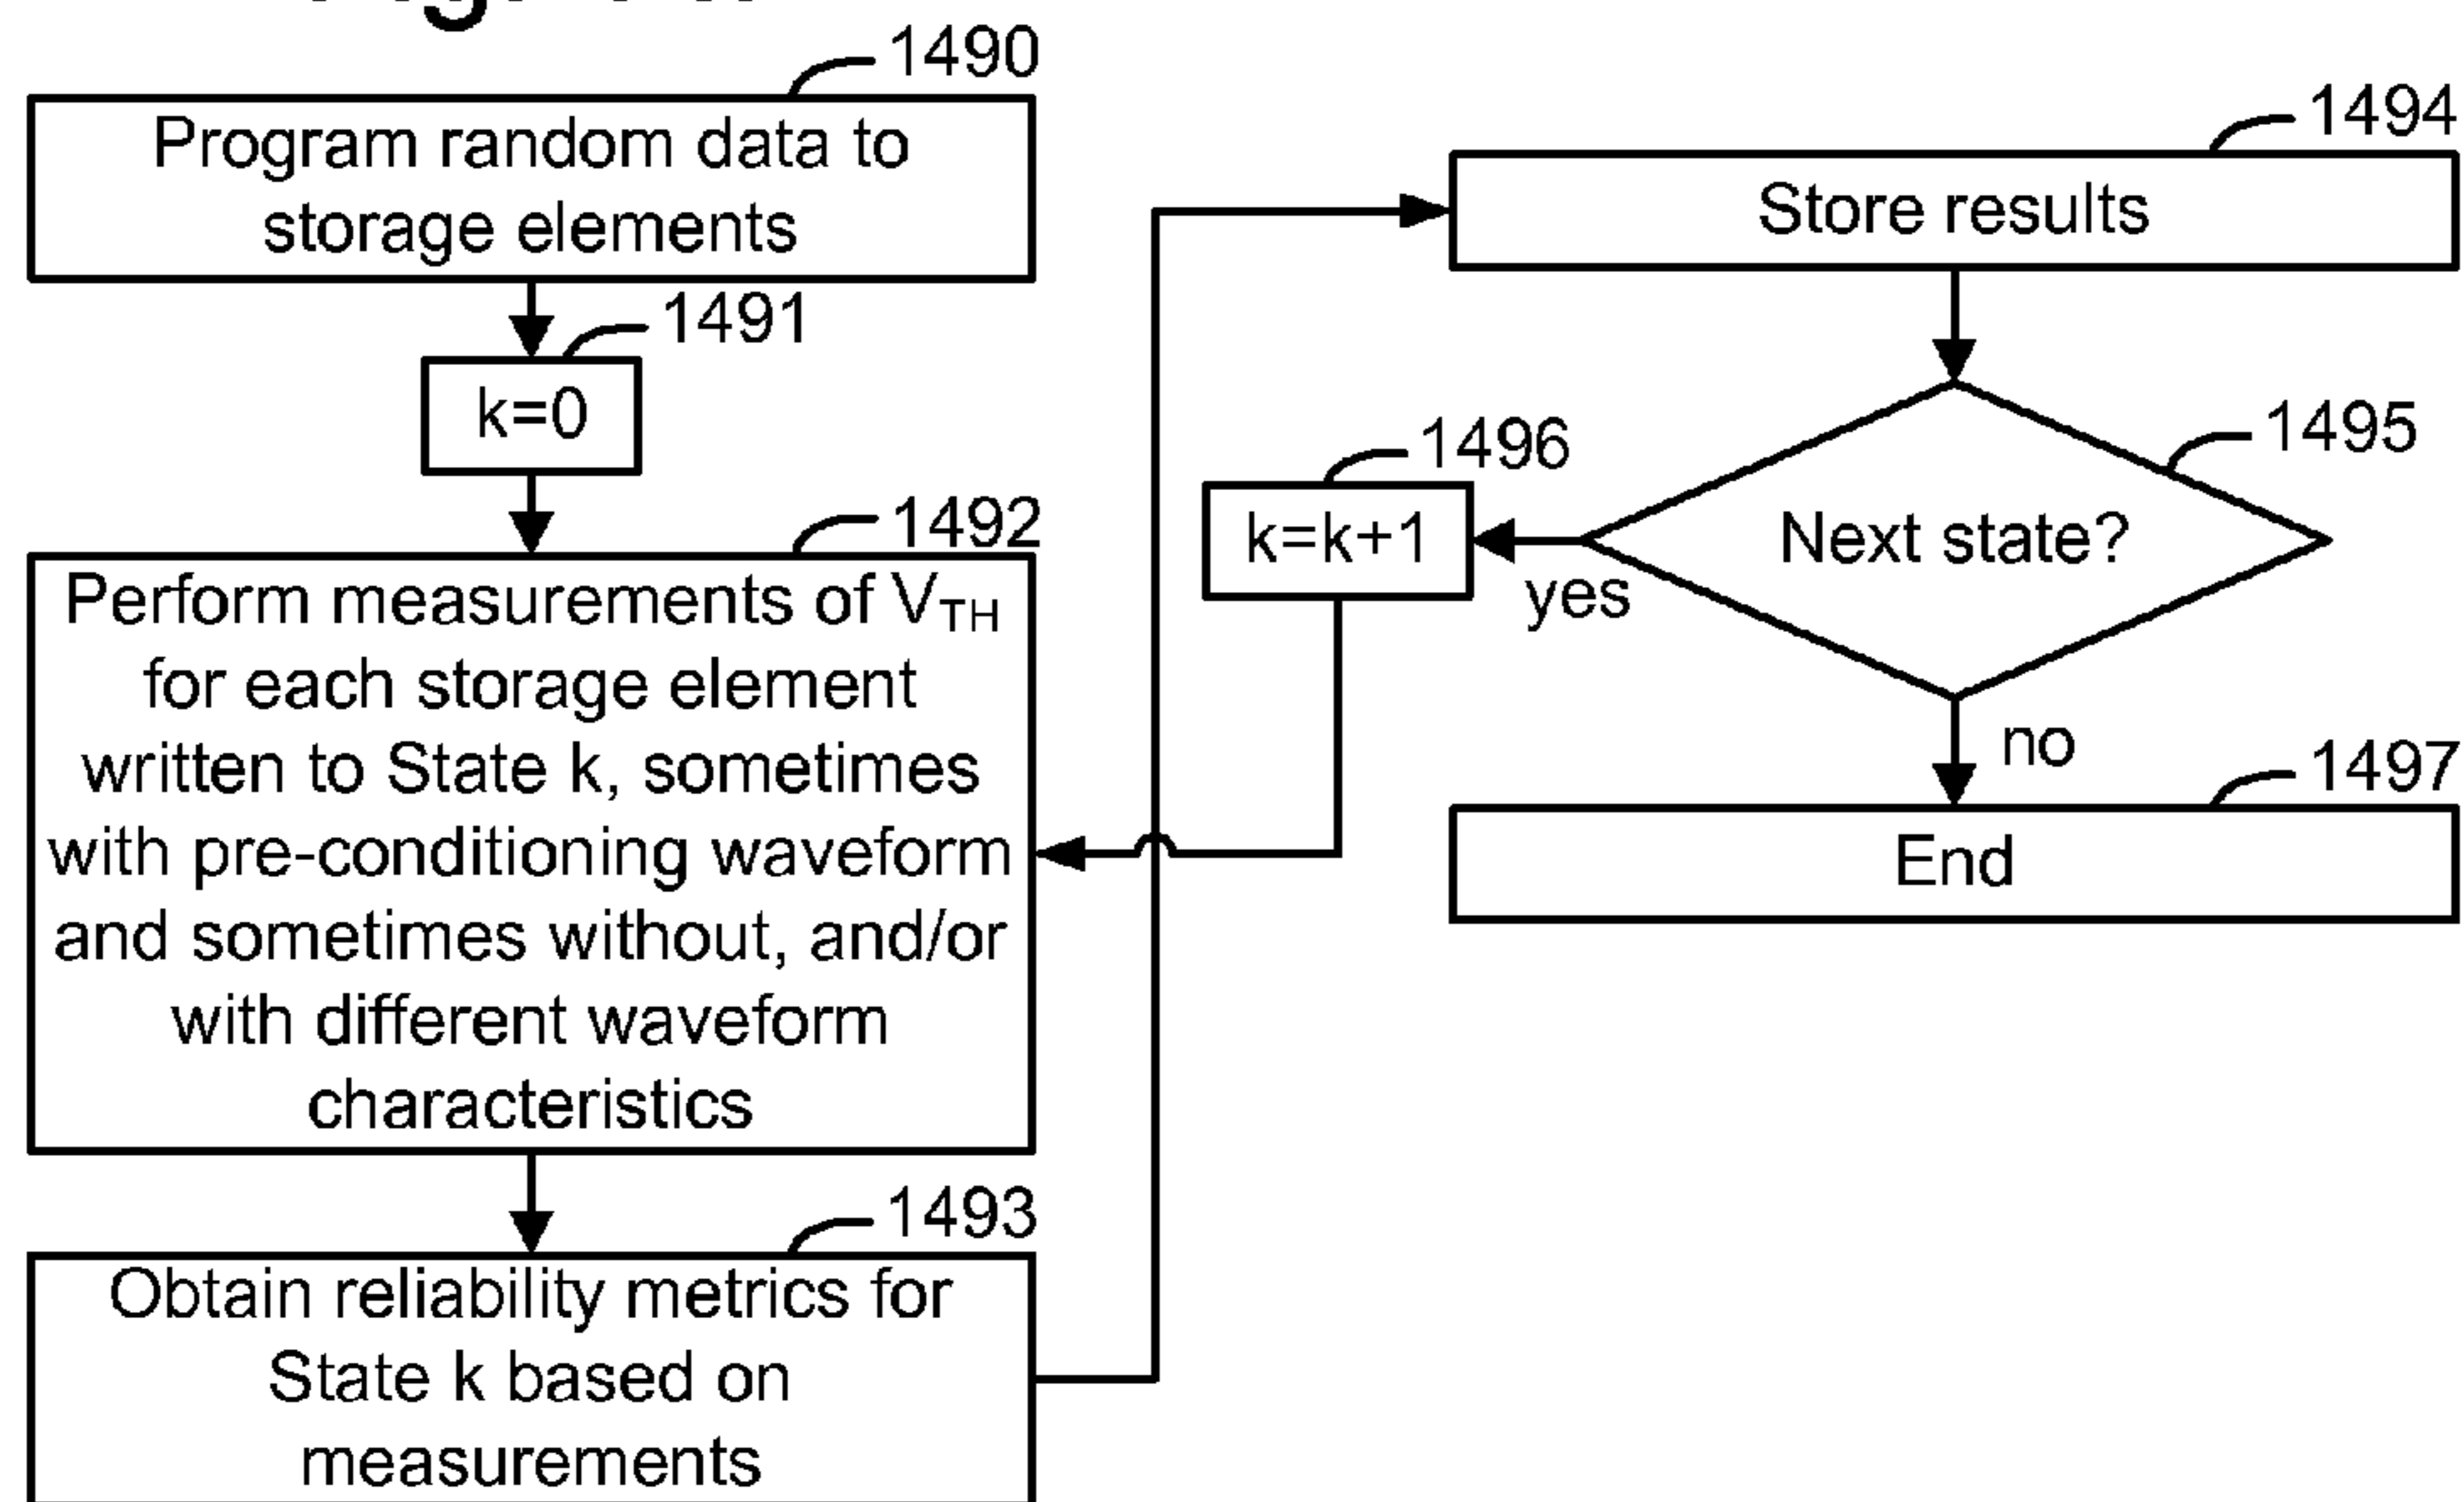 1490
Program random data to
storage elements
1491
k=0
1492
Perform measurements of VTH
for each storage element
written to State k, sometimes
with pre-conditioning waveform
and sometimes without, and/or
with different waveform
characteristics
1493
Obtain reliability metrics for
State k based on
measurements
1494
Store results
1495
Next state?
1496
k=k+1
yes
no
1497
End